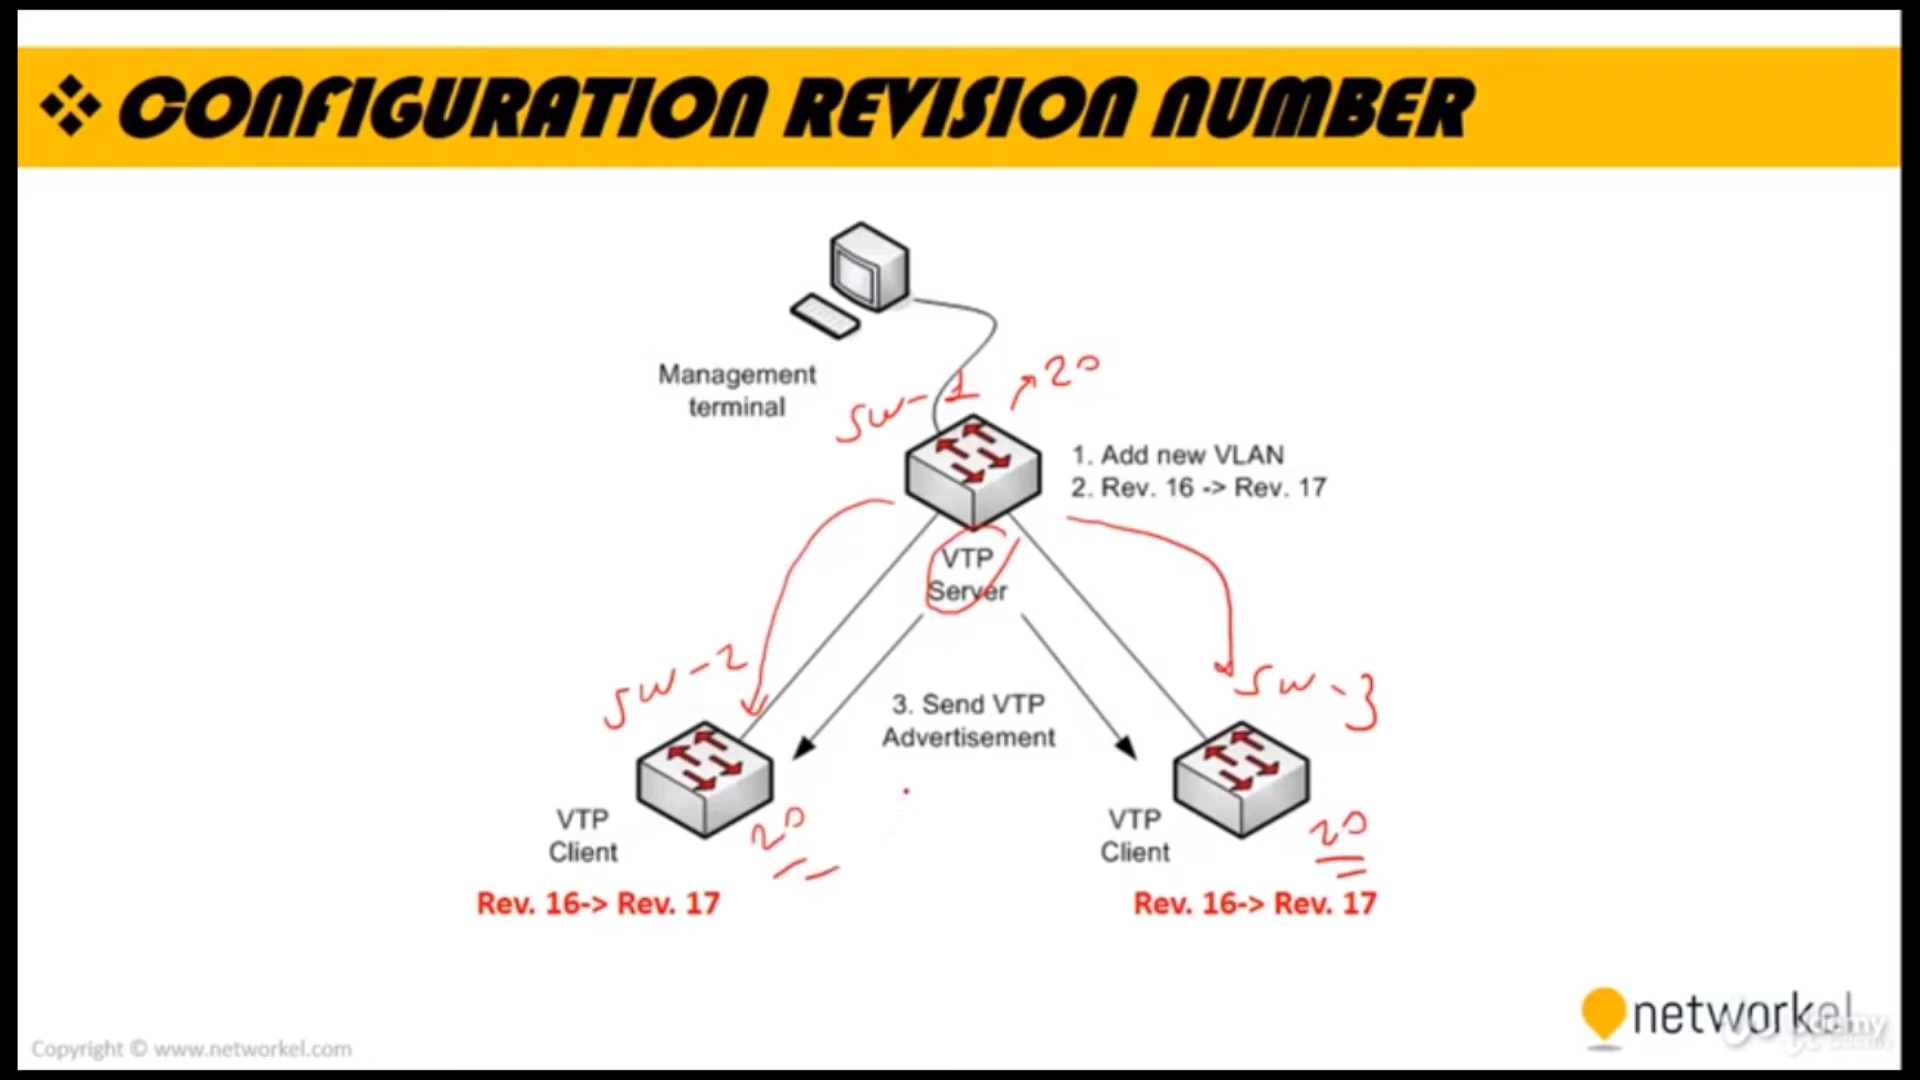 CONFIGURATION REVISION NUMBER
Management
terminal
SW-1
20
1. Add new VLAN
2. Rev. 16 -> Rev. 17
VTP
Server
SW-2
SW-3
3. Send VTP
Advertisement
VTP
Client
20
VTP
Client
20
Rev. 16-> Rev. 17
Rev. 16-> Rev. 17
networkel
Udemy
Copyright © www.networkel.com